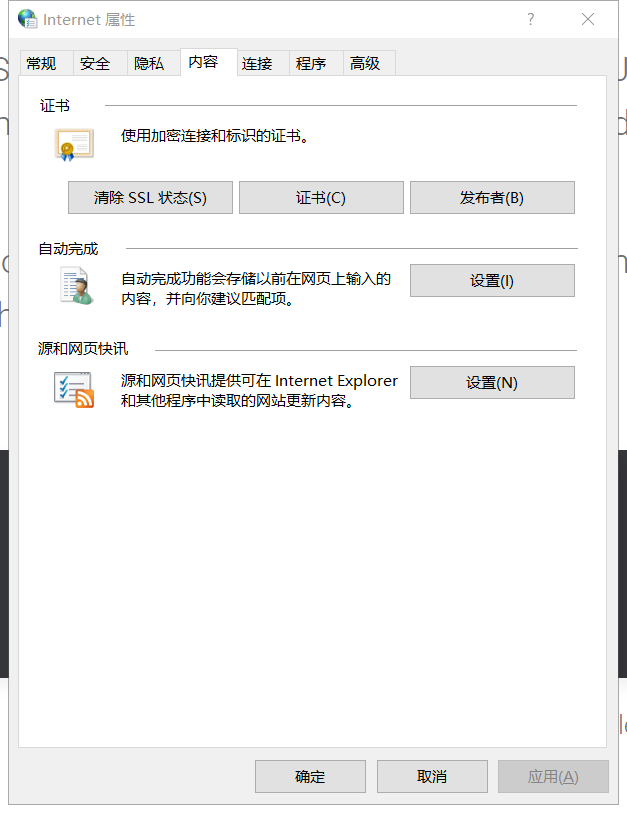 Internet 属性
?
常规 安全 隐私 内容 连接 程序 高级
证书
使用加密连接和标识的证书。
清除 SSL 状态(S) 证书(C) 发布者(B)
自动完成
自动完成功能会存储以前在网页上输入的
内容，并向你建议匹配项。
设置(I)
源和网页快讯
源和网页快讯提供可在 Internet Explorer
和其他程序中读取的网站更新内容。
设置(N)
确定 取消 应用(A)